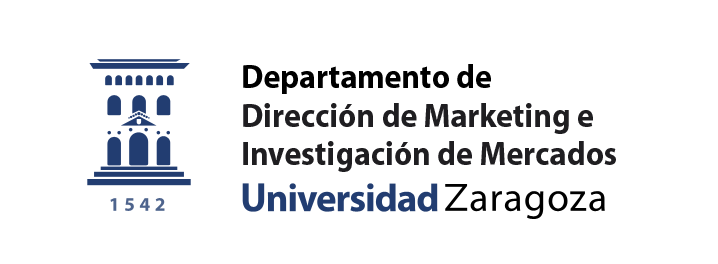 Departamento de
Dirección de Marketing e
Investigación de Mercados
Universidad Zaragoza
1542